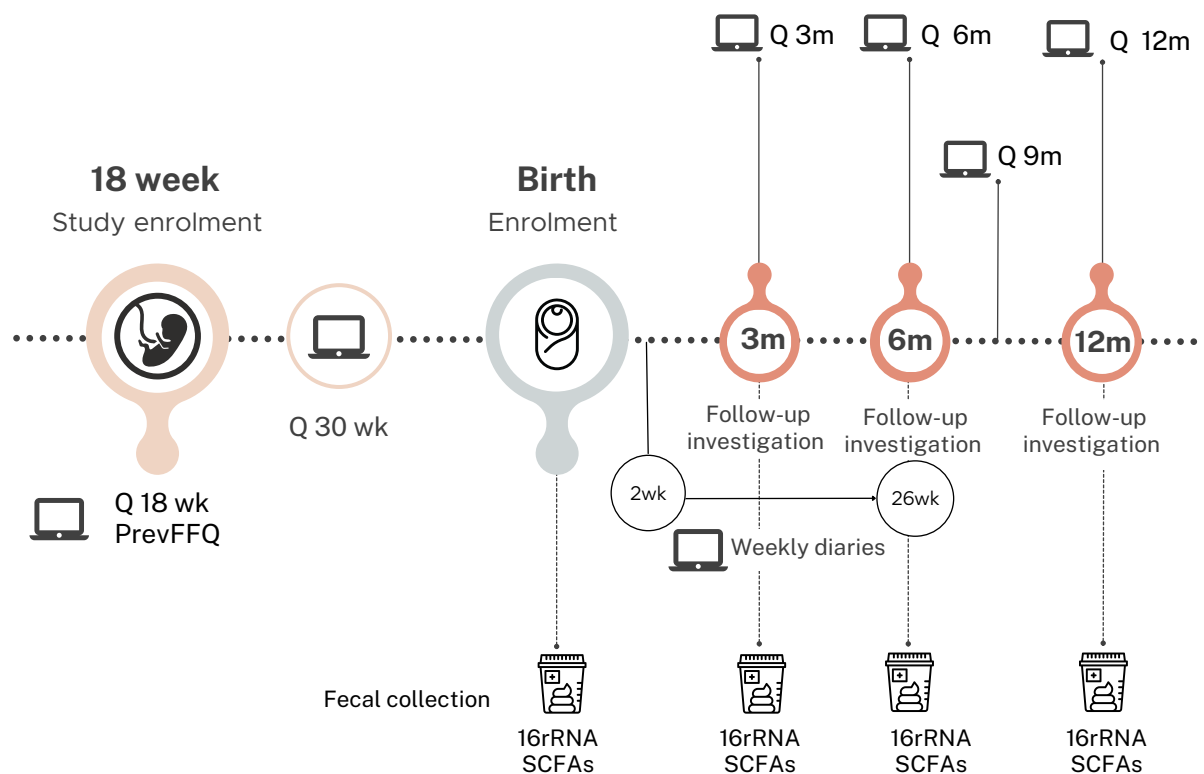 Q 3m
Q 6m
Q 12m
Q 9m
18 week
Study enrolment
Birth
Enrolment
3m
6m
12m
Q 30 wk
Follow-up
investigation
Follow-up
investigation
Follow-up
investigation
2wk
26wk
Q 18 wk
PrevFFQ
Weekly diaries
Fecal collection
16rRNA
SCFAs
16rRNA
SCFAs
16rRNA
SCFAs
16rRNA
SCFAs